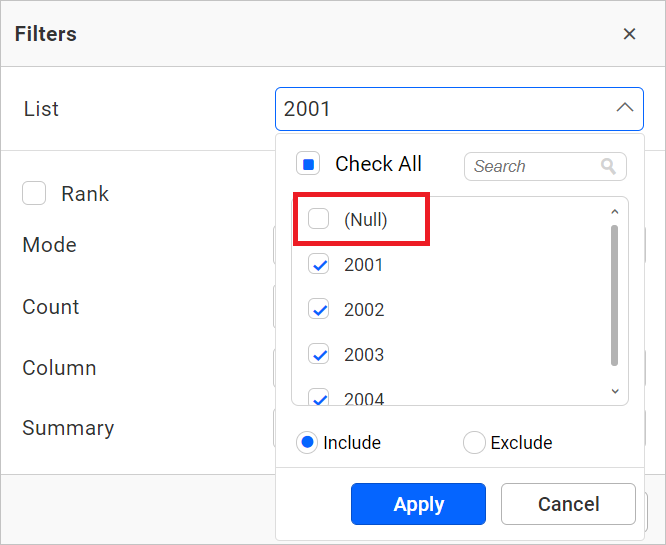 Filters
List
2001
Check All
Search
Rank
(Null)
Mode
2001
Count
2002
Column
2003
2004
Summary
Include
Exclude
Apply
Cancel